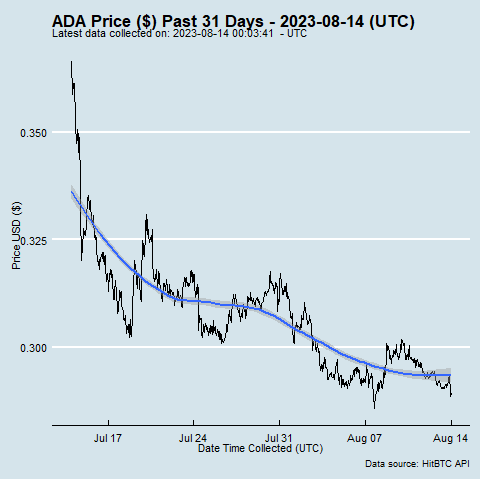 ADA Price ($) Past 31 Days - 2023-08-14 (UTC)
Latest data collected on: 2023-08-14 00:03:41  - UTC
0.350
0.325
0.300
Price USD ($)
Jul 17
Jul 24
Jul 31
Aug 07
Aug 14
Date Time Collected (UTC)
Data source: HitBTC API